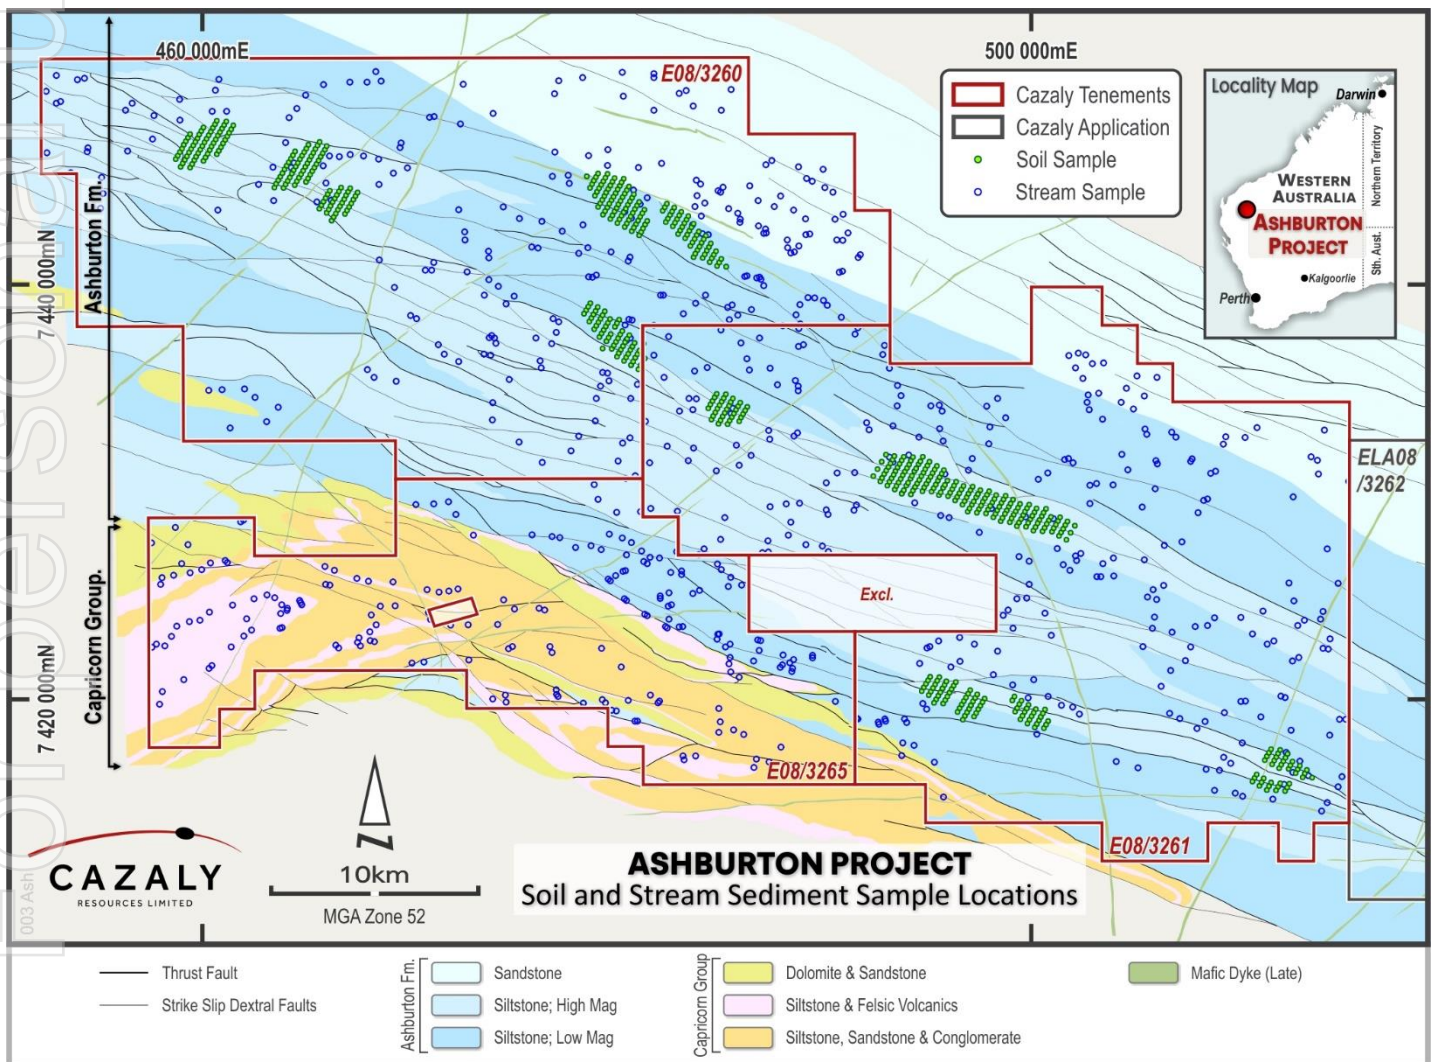 For personal use
003 Ash
460 000mE
500 000mE
7 440 000mN
7 420 000mN
Ashburton Fm.
Capricorn Group.
E08/3260
E08/3265
E08/3261
ELA08
/3262
Excl.
Cazaly Tenements
Cazaly Application
Soil Sample
Stream Sample
Locality Map
Darwin
Northern Territory
WESTERN
AUSTRALIA
ASHBURTON
PROJECT
Sth. Aust.
Kalgoorlie
Perth
CAZALY
RESOURCES LIMITED
N
10km
MGA Zone 52
ASHBURTON PROJECT
Soil and Stream Sediment Sample Locations
Thrust Fault
Strike Slip Dextral Faults
Ashburton Fm.
Sandstone
Siltstone; High Mag
Siltstone; Low Mag
Capricorn Group
Dolomite & Sandstone
Siltstone & Felsic Volcanics
Siltstone, Sandstone & Conglomerate
Mafic Dyke (Late)